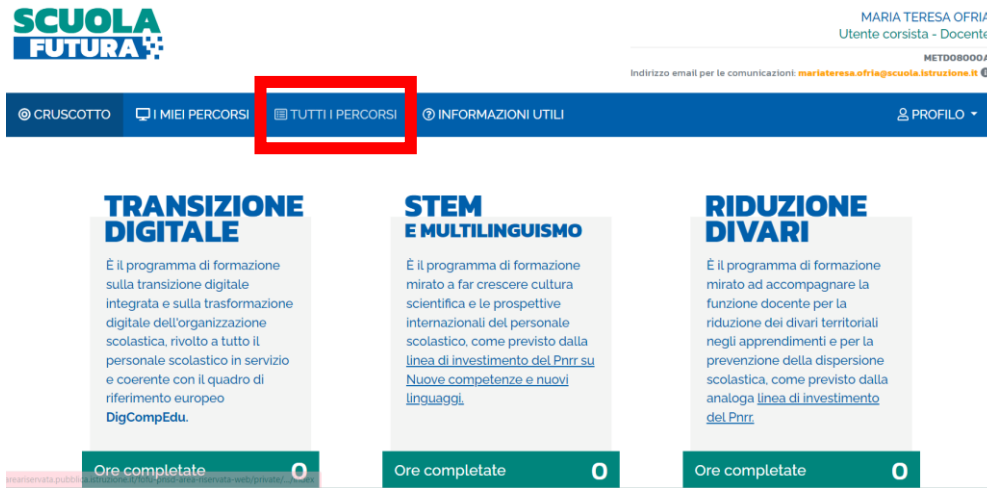 SCUOLA
FUTURA
MARIA TERESA OFRIA
Utente corsista - Docente
METD08000A
Indirizzo email per le comunicazioni: mariateresa.ofria@scuola.istruzione.it
CRUSCOTTO
I MIEI PERCORSI
TUTTI I PERCORSI
INFORMAZIONI UTILI
PROFILO
TRANSIZIONE
DIGITALE
È il programma di formazione
sulla transizione digitale
integrata e sulla trasformazione
digitale dell'organizzazione
scolastica, rivolto a tutto il
personale scolastico in servizio
e coerente con il quadro di
riferimento europeo
DigCompEdu.
Ore completate 0
STEM
E MULTILINGUISMO
È il programma di formazione
mirato a far crescere cultura
scientifica e le prospettive
internazionali del personale
scolastico, come previsto dalla
linea di investimento del Pnrr su
Nuove competenze e nuovi
linguaggi.
Ore completate 0
RIDUZIONE
DIVARI
È il programma di formazione
mirato ad accompagnare la
funzione docente per la
riduzione dei divari territoriali
negli apprendimenti e per la
prevenzione della dispersione
scolastica, come previsto dalla
analoga linea di investimento
del Pnrr.
Ore completate 0